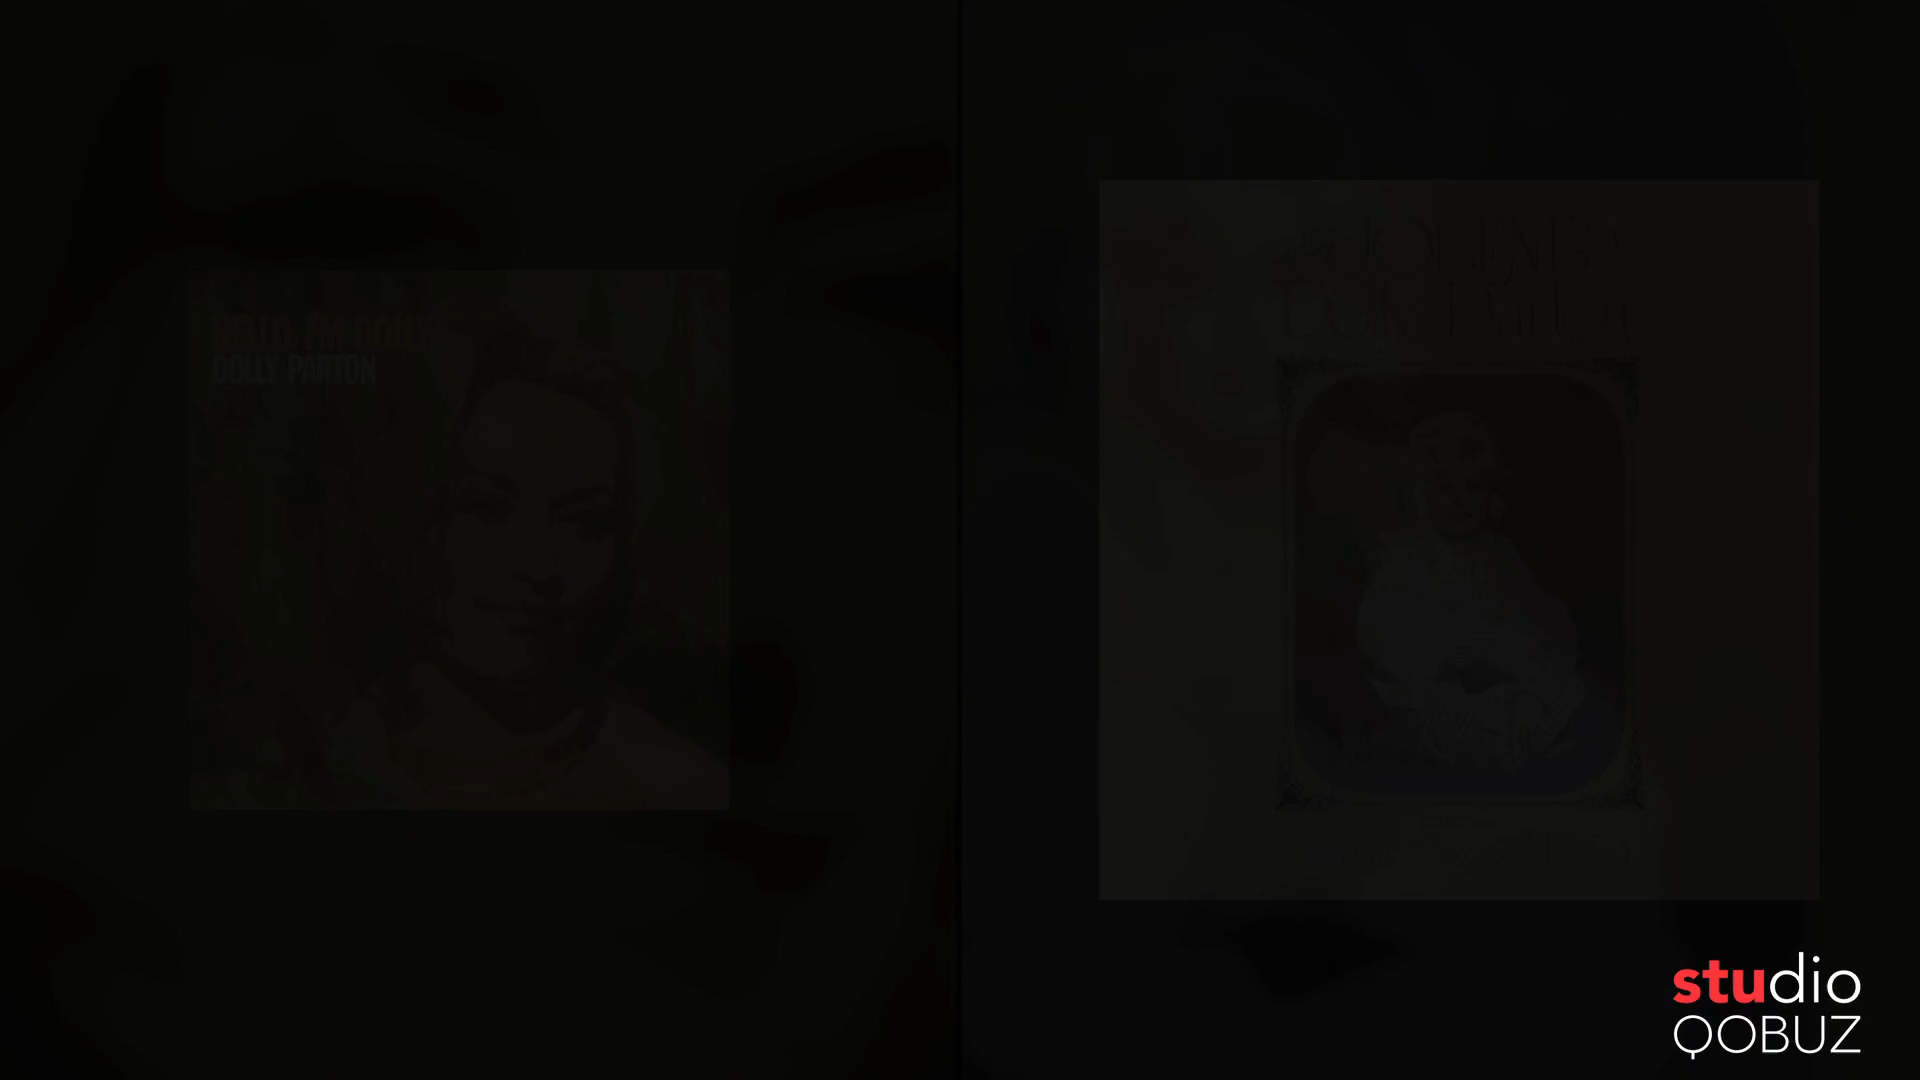 HELLO, I'M DOLLY
DOLLY PARTON
JOLENE
Dolly Parton
studio
QOBUZ